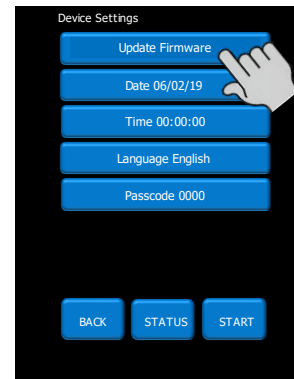 Device Settings
Update Firmware
Date 06/02/19
Time 00:00:00
Language English
Passcode 0000
BACK STATUS START